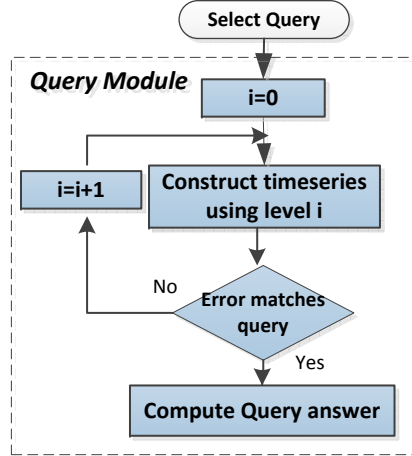 Select Query
Query Module
i=0
i=i+1
Construct timeseries
using level i
No
Error matches
query
Yes
Compute Query answer